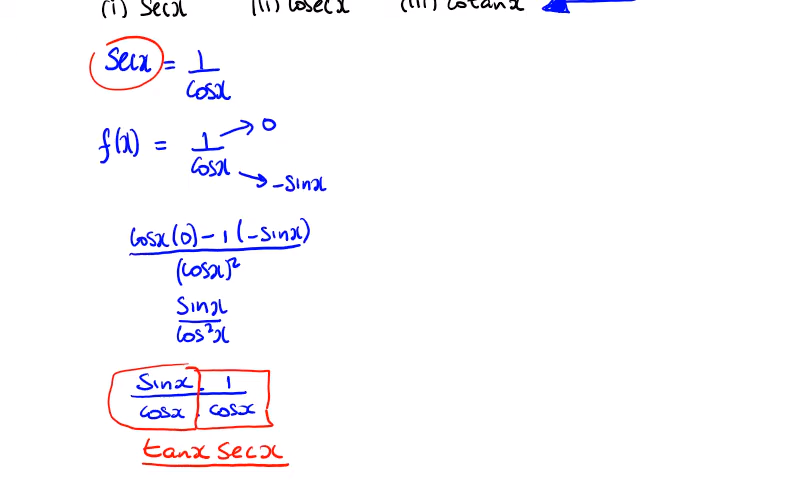 (i) Secx (ii) Cosecx (iii) Cotanx
Secx = 1/Cosx
f(x) = 1/Cosx → 0 → -Sinx
Cosx(0) - 1(-Sinx)
(Cosx)²
Sinx
Cos²x
Sinx . 1
Cosx . Cosx
tanx Secx